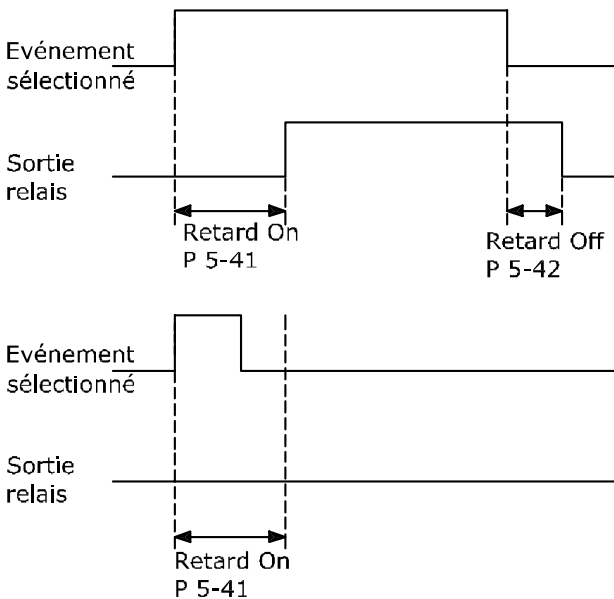 Evénement
sélectionné
Sortie
relais
Retard On
P 5-41
Retard Off
P 5-42
Evénement
sélectionné
Sortie
relais
Retard On
P 5-41